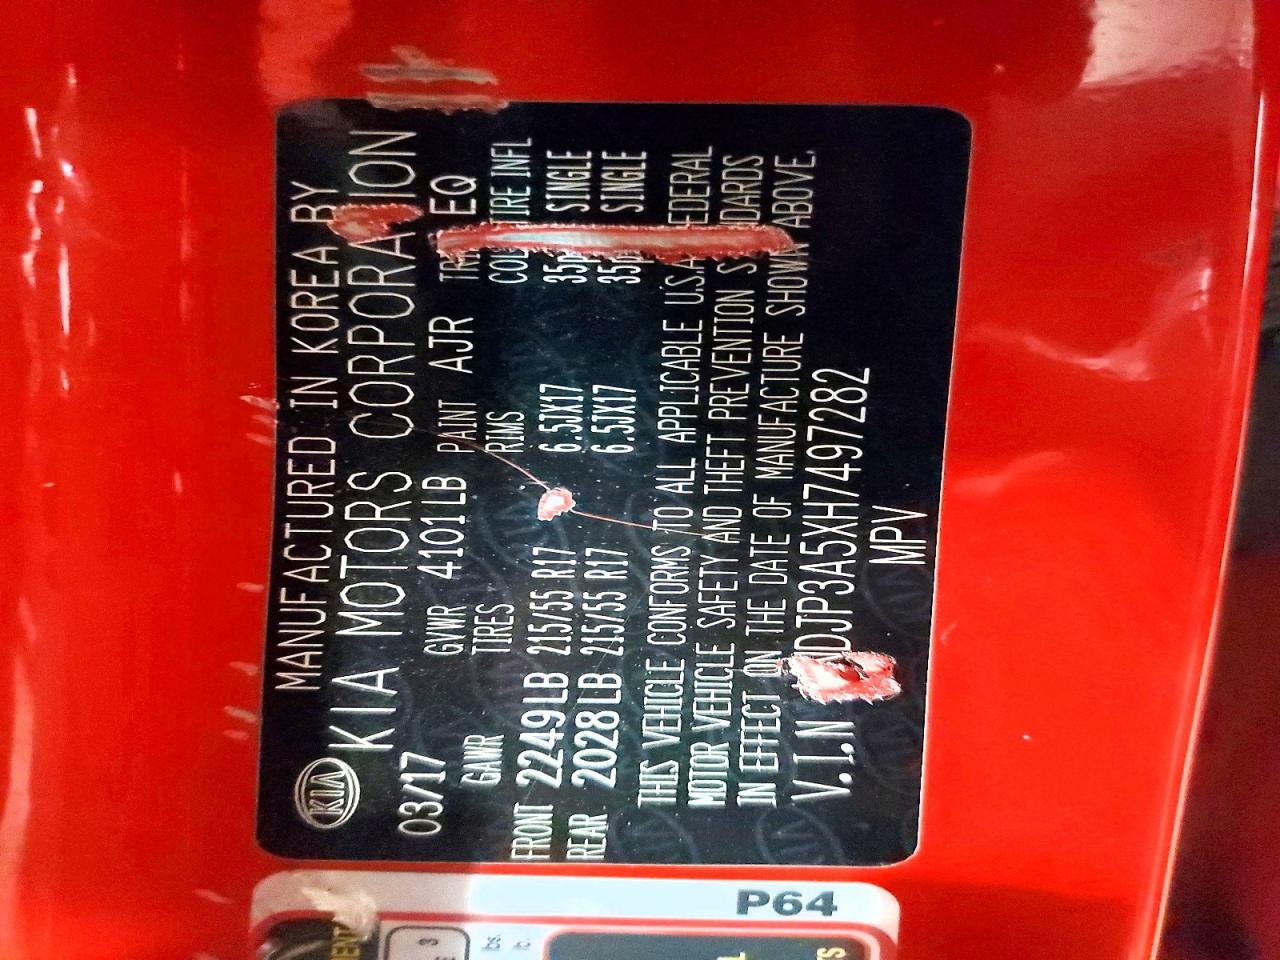 MANUFACTURED IN KOREA BY
KIA KIA MOTORS CORPORA ION
03/17 GVWR 4101LB PAINT AJR EQ
GAWR TIRES RIMS INFL
FRONT 2249LB 215/55 R17 6.5JX17 SINGLE
REAR 2028LB 215/55 R17 6.5JX17 SINGLE
THIS VEHICLE CONFORMS TO ALL APPLICABLE U.S.A EDERAL
MOTOR VEHICLE SAFETY AND THEFT PREVENTION S DARDS
IN EFFECT ON THE DATE OF MANUFACTURE SHOWN ABOVE.
V.I.N DJP3A5XH7497282
MPV
P64